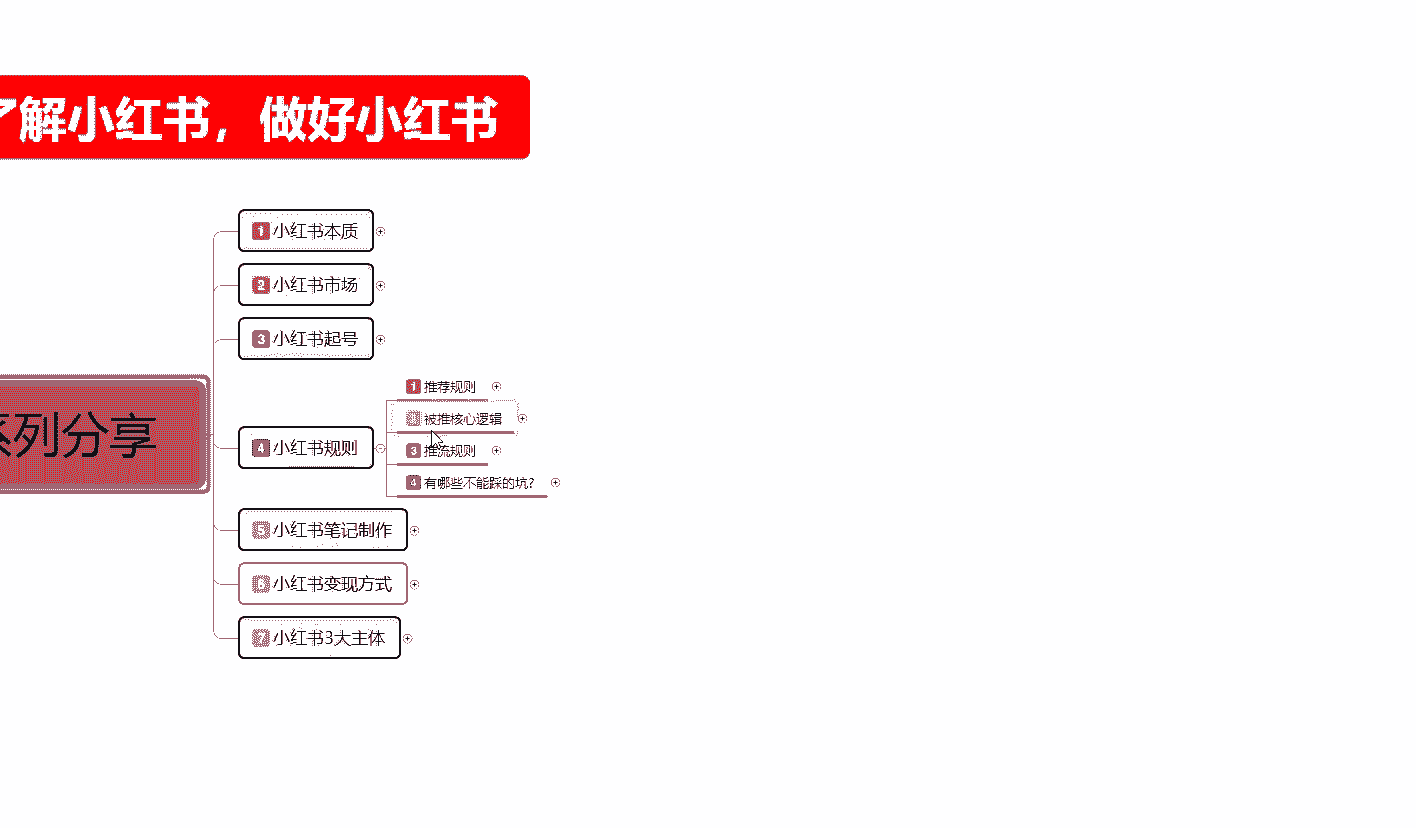 了解小红书，做好小红书
1 小红书本质
2 小红书市场
3 小红书起号
系列分享
4 小红书规则
1 推荐规则
2 被推核心逻辑
3 推流规则
4 有哪些不能踩的坑?
5 小红书笔记制作
6 小红书变现方式
7 小红书3大主体